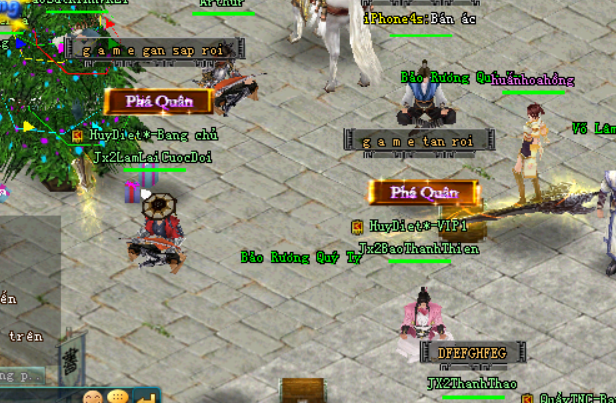 Arthur
iPhone4s:Bán ác
g a m e gan sap roi
Bảo Rương Quý
huánhoahông
Phá Quân
HuyDiet*-Bang chủ
Võ Lâm
g a m e tan roi
Jx2LamLaiCuocDoi
Phá Quân
HuyDiet*-VIP1
Jx2BaoThanhThien
Bảo Rương Quý Tỵ
trên
DFEFGHFEG
JX2ThanhThao